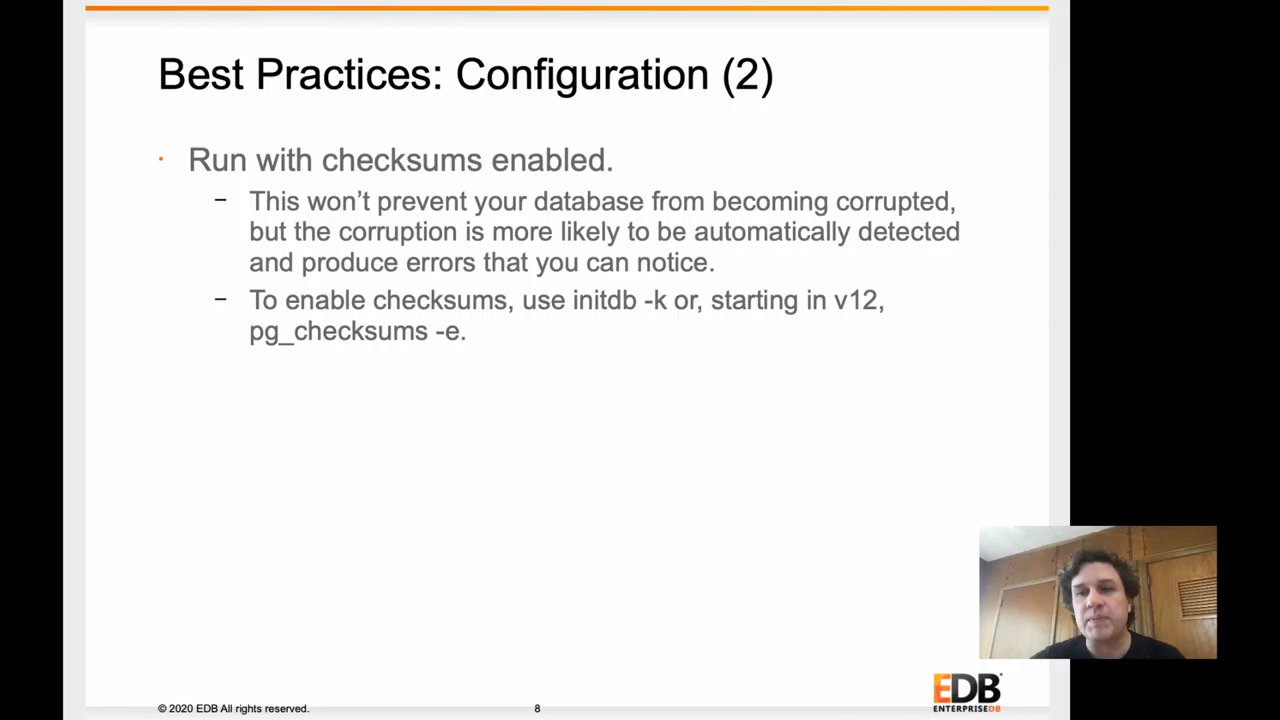 Best Practices: Configuration (2)
· Run with checksums enabled.
– This won't prevent your database from becoming corrupted,
but the corruption is more likely to be automatically detected
and produce errors that you can notice.
– To enable checksums, use initdb -k or, starting in v12,
pg_checksums -e.
© 2020 EDB All rights reserved.
8
EDB
ENTERPRISEDB